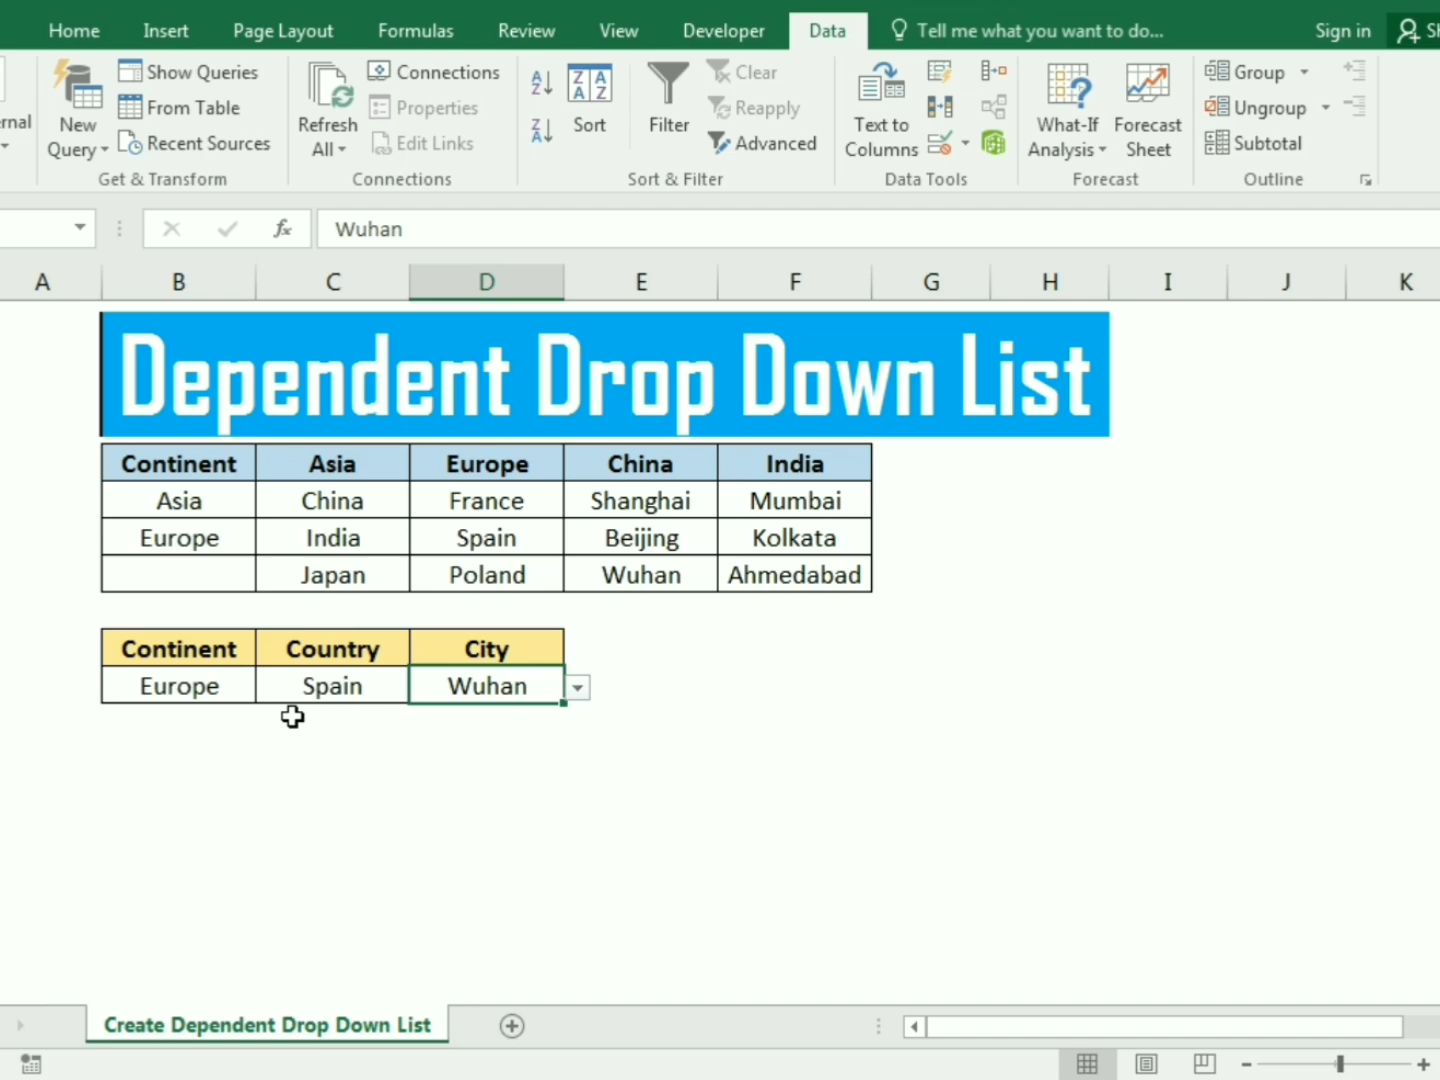 Home Insert Page Layout Formulas Review View Developer Data Tell me what you want to do... Sign in
Show Queries Connections Clear Group
New Query From Table Refresh All Properties Sort Filter Reapply Text to Columns What-If Analysis Forecast Sheet Ungroup
Recent Sources Edit Links Advanced Subtotal
Get & Transform Connections Sort & Filter Data Tools Forecast Outline
fx Wuhan
A B C D E F G H I J K
Dependent Drop Down List
Continent Asia Europe China India
Asia China France Shanghai Mumbai
Europe India Spain Beijing Kolkata
Japan Poland Wuhan Ahmedabad
Continent Country City
Europe Spain Wuhan
Create Dependent Drop Down List